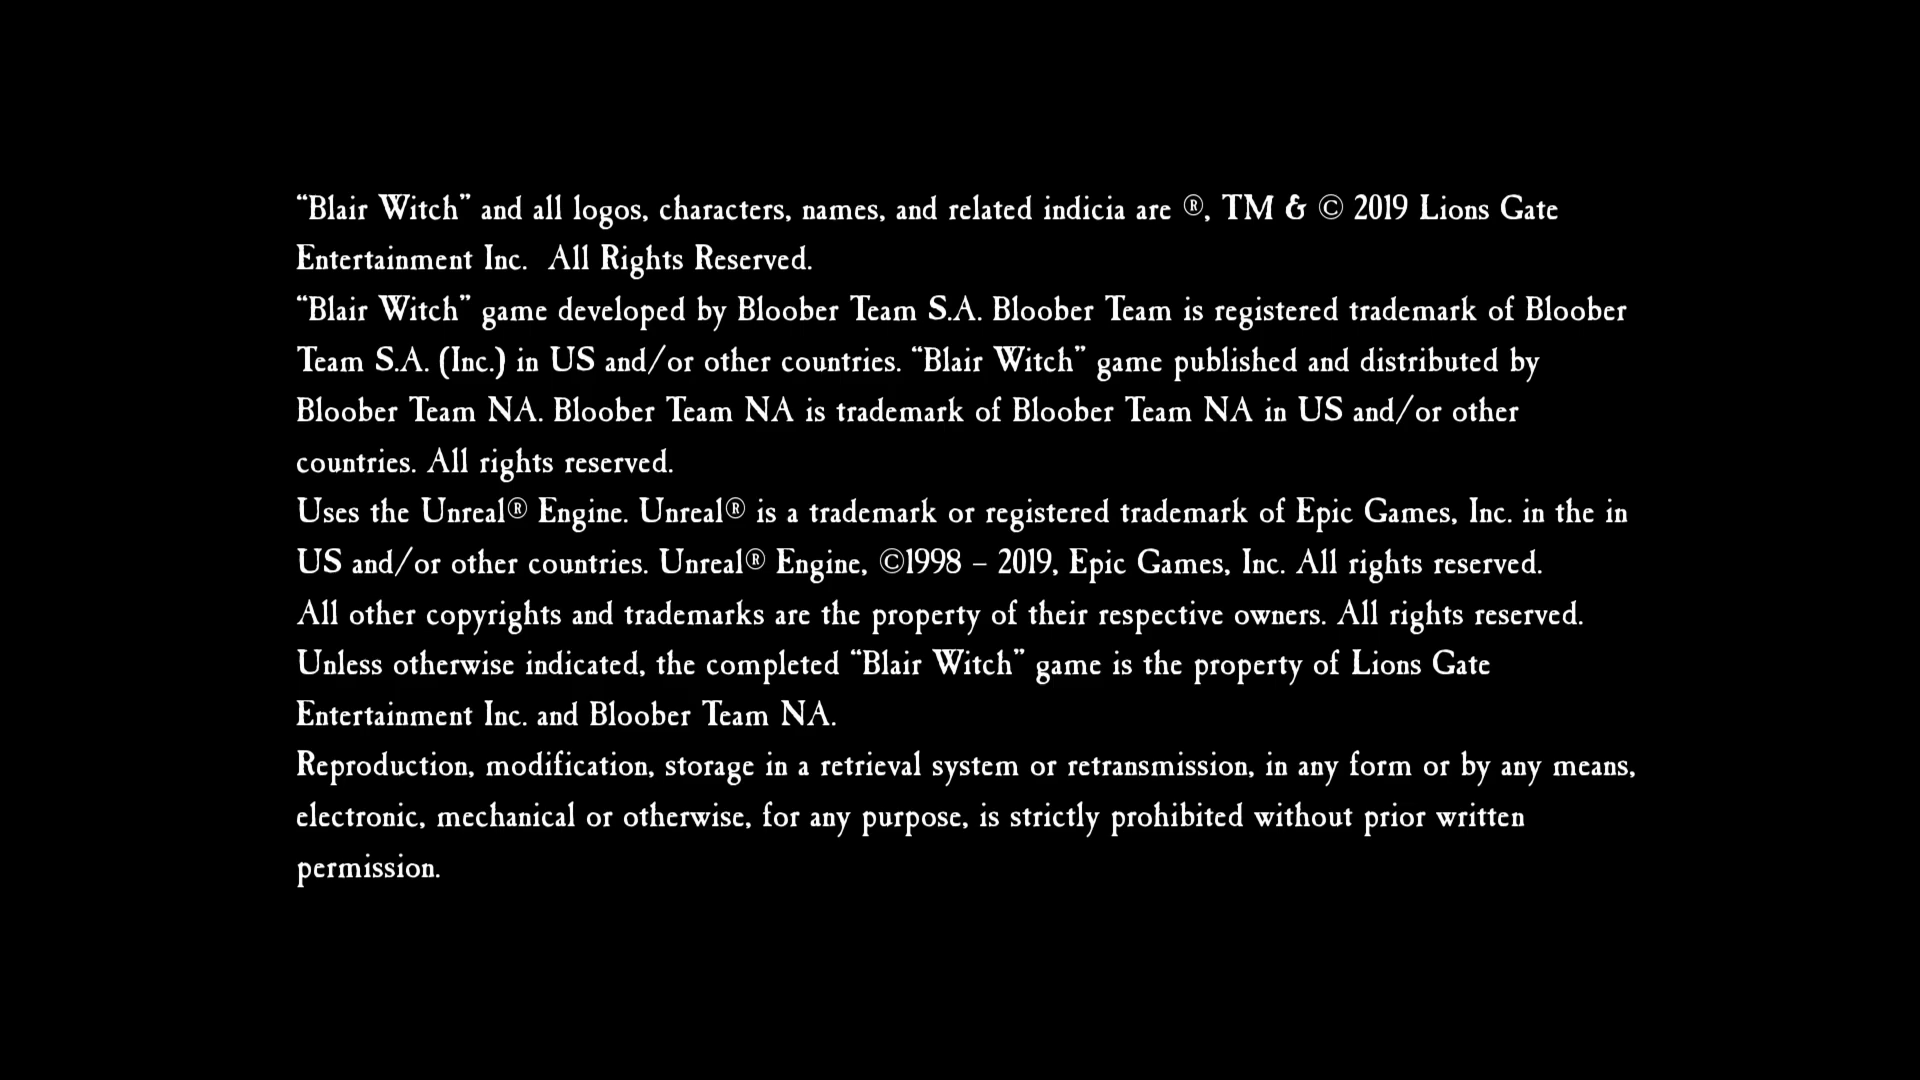 “Blair Witch” and all logos, characters, names, and related indicia are ®, TM & © 2019 Lions Gate
Entertainment Inc.  All Rights Reserved.
“Blair Witch” game developed by Bloober Team S.A. Bloober Team is registered trademark of Bloober
Team S.A. (Inc.) in US and/or other countries. “Blair Witch” game published and distributed by
Bloober Team NA. Bloober Team NA is trademark of Bloober Team NA in US and/or other
countries. All rights reserved.
Uses the Unreal® Engine. Unreal® is a trademark or registered trademark of Epic Games, Inc. in the in
US and/or other countries. Unreal® Engine, ©1998 – 2019, Epic Games, Inc. All rights reserved.
All other copyrights and trademarks are the property of their respective owners. All rights reserved.
Unless otherwise indicated, the completed “Blair Witch” game is the property of Lions Gate
Entertainment Inc. and Bloober Team NA.
Reproduction, modification, storage in a retrieval system or retransmission, in any form or by any means,
electronic, mechanical or otherwise, for any purpose, is strictly prohibited without prior written
permission.